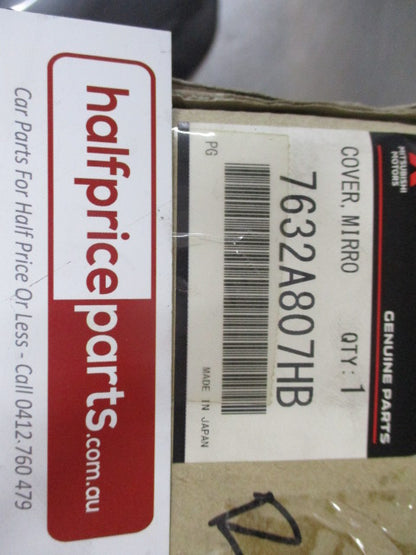 halfpriceparts.com.au
Car Parts For Half Price Or Less - Call 0412 760 479
MITSUBISHI
MOTORS
GENUINE PARTS
COVER, MIRRO QTY: 1
7632A807HB
PG MADE IN JAPAN